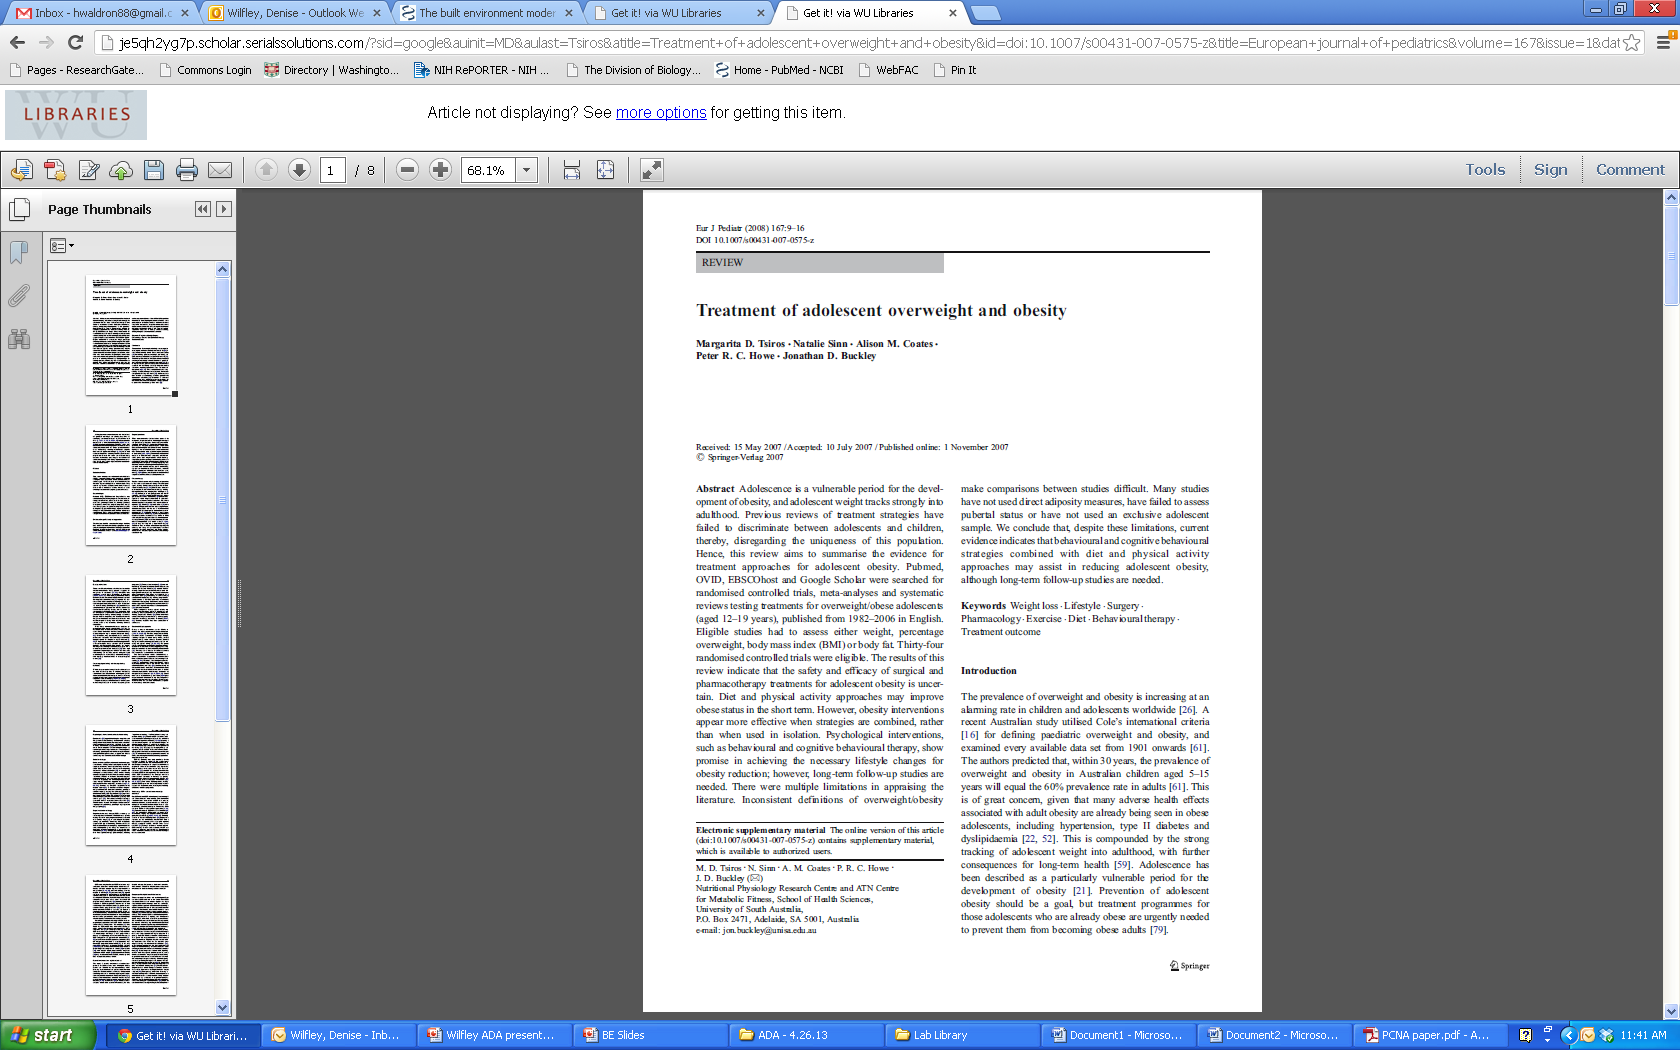 Inbox - hwaldron88@gmail.c
Wilfley, Denise - Outlook We
The built environment moder
Get it! via WU Libraries
Get it! via WU Libraries
je5qh2yg7p.scholar.serialssolutions.com/?sid=google&auinit=MD&aulast=Tsiros&atitle=Treatment+of+adolescent+overweight+and+obesity&id=doi:10.1007/s00431-007-0575-z&title=European+journal+of+pediatrics&volume=167&issue=1&dat
Pages - ResearchGate...
Commons Login
Directory | Washingto...
NIH RePORTER - NIH ...
The Division of Biology...
Home - PubMed - NCBI
WebFAC
Pin It
WU
LIBRARIES
Article not displaying? See more options for getting this item.
1 / 8
68.1%
Tools
Sign
Comment
Page Thumbnails
1
2
3
4
5
Eur J Pediatr (2008) 167:9–16
DOI 10.1007/s00431-007-0575-z
REVIEW
Treatment of adolescent overweight and obesity
Margarita D. Tsiros · Natalie Sinn · Alison M. Coates ·
Peter R. C. Howe · Jonathan D. Buckley
Received: 15 May 2007 / Accepted: 10 July 2007 / Published online: 1 November 2007
© Springer-Verlag 2007
Abstract Adolescence is a vulnerable period for the devel-
opment of obesity, and adolescent weight tracks strongly into
adulthood. Previous reviews of treatment strategies have
failed to discriminate between adolescents and children,
thereby, disregarding the uniqueness of this population.
Hence, this review aims to summarise the evidence for
treatment approaches for adolescent obesity. Pubmed,
OVID, EBSCOhost and Google Scholar were searched for
randomised controlled trials, meta-analyses and systematic
reviews testing treatments for overweight/obese adolescents
(aged 12–19 years), published from 1982–2006 in English.
Eligible studies had to assess either weight, percentage
overweight, body mass index (BMI) or body fat. Thirty-four
randomised controlled trials were eligible. The results of this
review indicate that the safety and efficacy of surgical and
pharmacotherapy treatments for adolescent obesity is uncer-
tain. Diet and physical activity approaches may improve
obese status in the short term. However, obesity interventions
appear more effective when strategies are combined, rather
than when used in isolation. Psychological interventions,
such as behavioural and cognitive behavioural therapy, show
promise in achieving the necessary lifestyle changes for
obesity reduction; however, long-term follow-up studies are
needed. There were multiple limitations in appraising the
literature. Inconsistent definitions of overweight/obesity
Electronic supplementary material The online version of this article
(doi:10.1007/s00431-007-0575-z) contains supplementary material,
which is available to authorized users.
M. D. Tsiros · N. Sinn · A. M. Coates · P. R. C. Howe ·
J. D. Buckley (✉)
Nutritional Physiology Research Centre and ATN Centre
for Metabolic Fitness, School of Health Sciences,
University of South Australia,
P.O. Box 2471, Adelaide, SA 5001, Australia
e-mail: jon.buckley@unisa.edu.au
make comparisons between studies difficult. Many studies
have not used direct adiposity measures, have failed to assess
pubertal status or have not used an exclusive adolescent
sample. We conclude that, despite these limitations, current
evidence indicates that behavioural and cognitive behavioural
strategies combined with diet and physical activity
approaches may assist in reducing adolescent obesity,
although long-term follow-up studies are needed.
Keywords Weight loss · Lifestyle · Surgery ·
Pharmacology · Exercise · Diet · Behavioural therapy ·
Treatment outcome
Introduction
The prevalence of overweight and obesity is increasing at an
alarming rate in children and adolescents worldwide [26]. A
recent Australian study utilised Cole's international criteria
[16] for defining paediatric overweight and obesity, and
examined every available data set from 1901 onwards [61].
The authors predicted that, within 30 years, the prevalence of
overweight and obesity in Australian children aged 5–15
years will equal the 60% prevalence rate in adults [61]. This
is of great concern, given that many adverse health effects
associated with adult obesity are already being seen in obese
adolescents, including hypertension, type II diabetes and
dyslipidaemia [22, 52]. This is compounded by the strong
tracking of adolescent weight into adulthood, with further
consequences for long-term health [59]. Adolescence has
been described as a particularly vulnerable period for the
development of obesity [21]. Prevention of adolescent
obesity should be a goal, but treatment programmes for
those adolescents who are already obese are urgently needed
to prevent them from becoming obese adults [79].
Springer
start
Get it! via WU Librari...
Wilfley, Denise - Inb...
Wilfley ADA present...
BE Slides
ADA - 4.26.13
Lab Library
Document1 - Microso...
Document2 - Microso...
PCNA paper.pdf - A...
11:41 AM